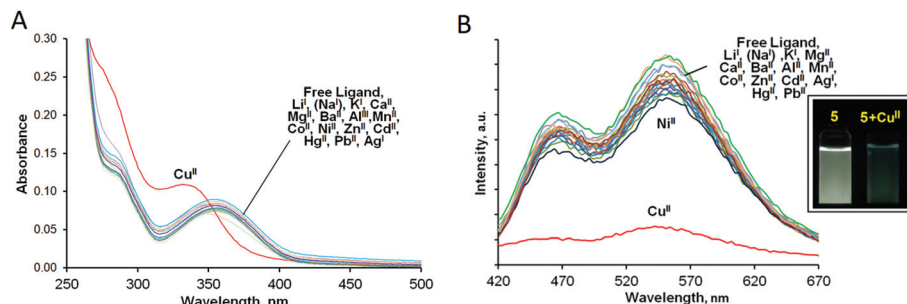 A
0.30
0.25
0.20
0.15
0.10
0.05
0.00
Absorbance
Cu^II
Free Ligand,
Li^I, (Na^I), K^I, Ca^II,
Mg^II, Ba^II, Al^III, Mn^II,
Co^II, Ni^II, Zn^II, Cd^II,
Hg^II, Pb^II, Ag^I
250 300 350 400 450 500
Wavelength, nm
B
Intensity, a.u.
Free Ligand,
Li^I, (Na^I) ,K^I, Mg^II
Ca^II, Ba^II, Al^III, Mn^II,
Co^II, Zn^II, Cd^II, Ag^I,
Hg^II, Pb^II
Ni^II
Cu^II
5 5+Cu^II
420 470 520 570 620 670
Wavelength, nm